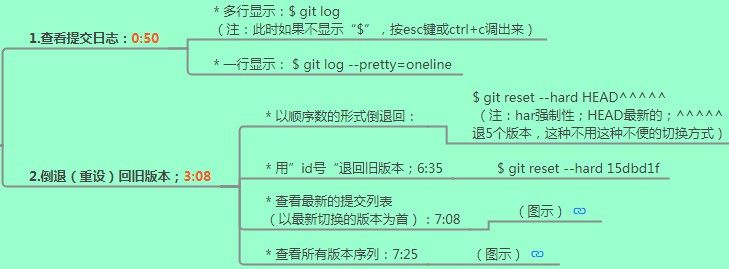 1.查看提交日志：0:50
* 多行显示：$ git log
（注：此时如果不显示“$”，按esc键或ctrl+c调出来）
* 一行显示： $ git log --pretty=oneline
2.倒退（重设）回旧版本；3:08
* 以顺序数的形式倒退回：
$ git reset --hard HEAD^^^^^
（注：har强制性；HEAD最新的；^^^^^
退5个版本，这种不用这种不便的切换方式）
* 用”id号“退回旧版本；6:35
$ git reset --hard 15dbd1f
* 查看最新的提交列表
（以最新切换的版本为首）：7:08
（图示）
* 查看所有版本序列：7:25
（图示）